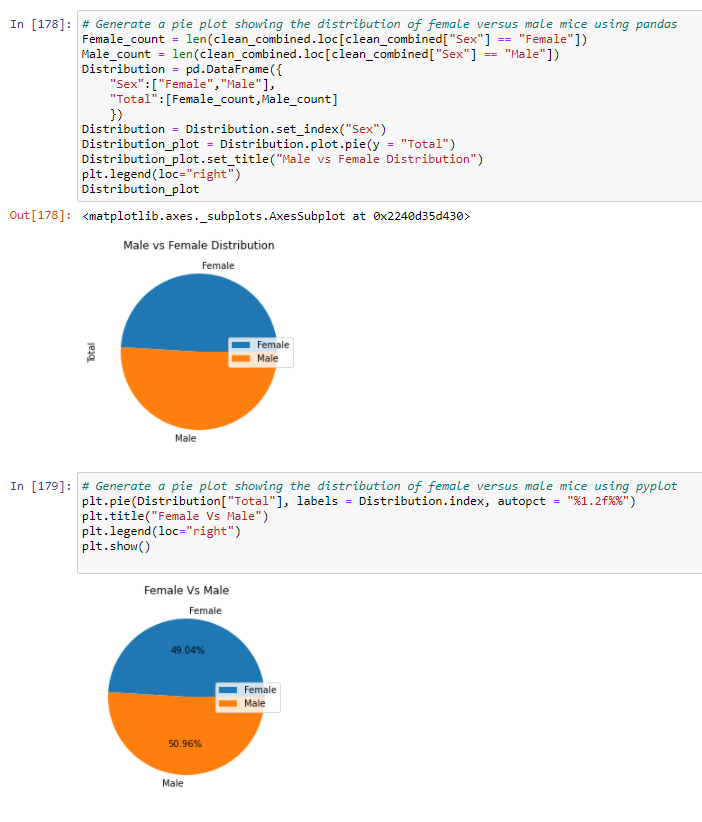 In [178]: # Generate a pie plot showing the distribution of female versus male mice using pandas
Female_count = len(clean_combined.loc[clean_combined["Sex"] == "Female"])
Male_count = len(clean_combined.loc[clean_combined["Sex"] == "Male"])
Distribution = pd.DataFrame({
    "Sex":["Female","Male"],
    "Total":[Female_count,Male_count]
    })
Distribution = Distribution.set_index("Sex")
Distribution_plot = Distribution.plot.pie(y = "Total")
Distribution_plot.set_title("Male vs Female Distribution")
plt.legend(loc="right")
Distribution_plot
Out[178]: <matplotlib.axes._subplots.AxesSubplot at 0x2240d35d430>
Male vs Female Distribution
Female
Total
Female
Male
Male
In [179]: # Generate a pie plot showing the distribution of female versus male mice using pyplot
plt.pie(Distribution["Total"], labels = Distribution.index, autopct = "%1.2f%%")
plt.title("Female Vs Male")
plt.legend(loc="right")
plt.show()
Female Vs Male
Female
49.04%
Female
Male
50.96%
Male